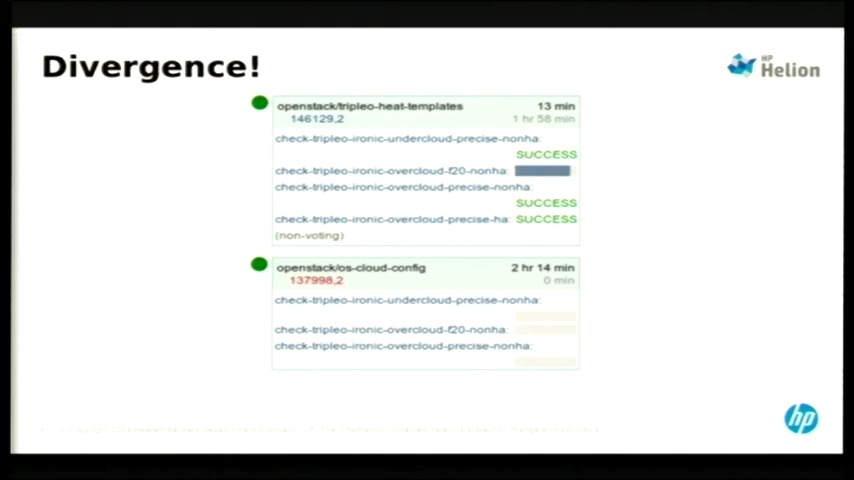 Divergence!
HP
Helion
openstack/tripleo-heat-templates 13 min
146129,2 1 hr 58 min
check-tripleo-ironic-undercloud-precise-nonha:
SUCCESS
check-tripleo-ironic-overcloud-f20-nonha:
check-tripleo-ironic-overcloud-precise-nonha:
SUCCESS
check-tripleo-ironic-overcloud-precise-ha: SUCCESS
(non-voting)
openstack/os-cloud-config 2 hr 14 min
137998,2 0 min
check-tripleo-ironic-undercloud-precise-nonha:
check-tripleo-ironic-overcloud-f20-nonha:
check-tripleo-ironic-overcloud-precise-nonha:
hp